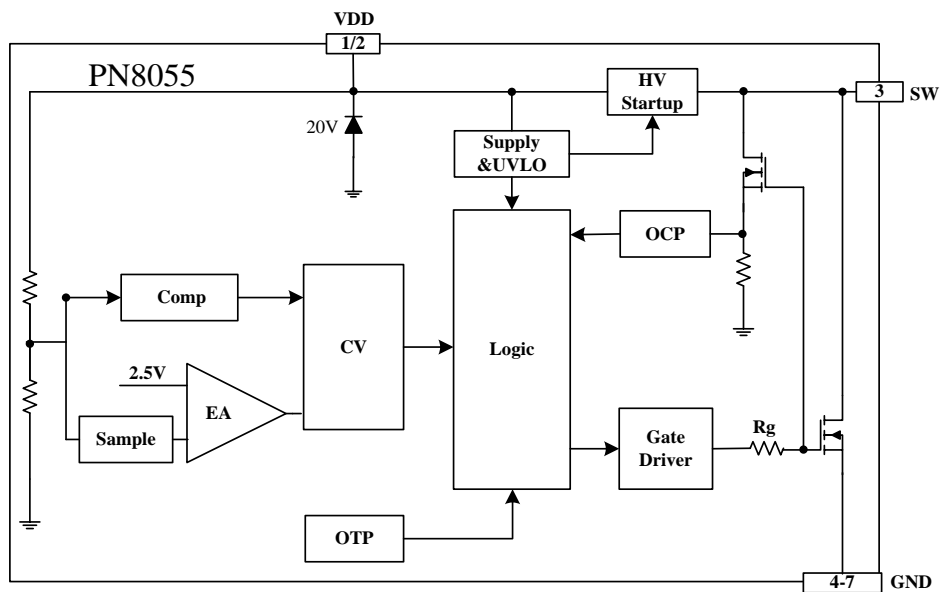 VDD
1/2
PN8055
HV
Startup
3
SW
20V
Supply
&UVLO
OCP
Comp
CV
Logic
2.5V
EA
Sample
Gate
Driver
Rg
OTP
4-7
GND